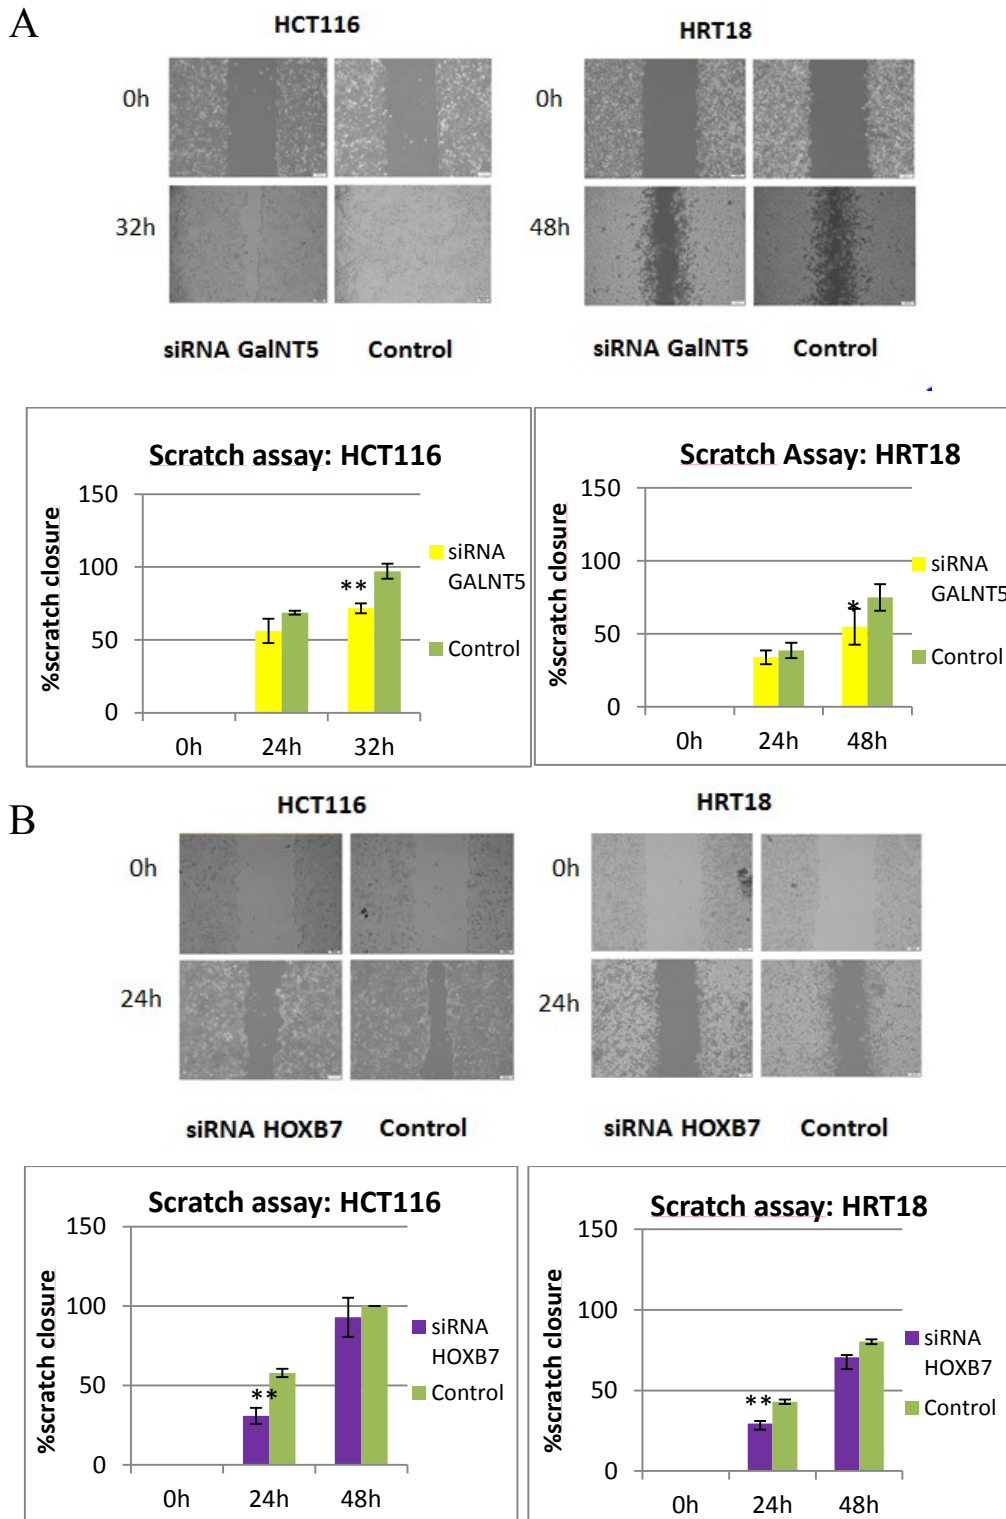 A
HCT116
HRT18
0h
0h
32h
48h
siRNA GalNT5
Control
siRNA GalNT5
Control
Scratch assay: HCT116
%scratch closure
150
100
50
0
**
0h
24h
32h
siRNA
GALNT5
Control
Scratch Assay: HRT18
%scratch closure
150
100
50
0
*
0h
24h
48h
siRNA
GALNT5
Control
B
HCT116
HRT18
0h
0h
24h
24h
siRNA HOXB7
Control
siRNA HOXB7
Control
Scratch assay: HCT116
%scratch closure
150
100
50
0
**
0h
24h
48h
siRNA
HOXB7
Control
Scratch assay: HRT18
%scratch closure
150
100
50
0
**
0h
24h
48h
siRNA
HOXB7
Control